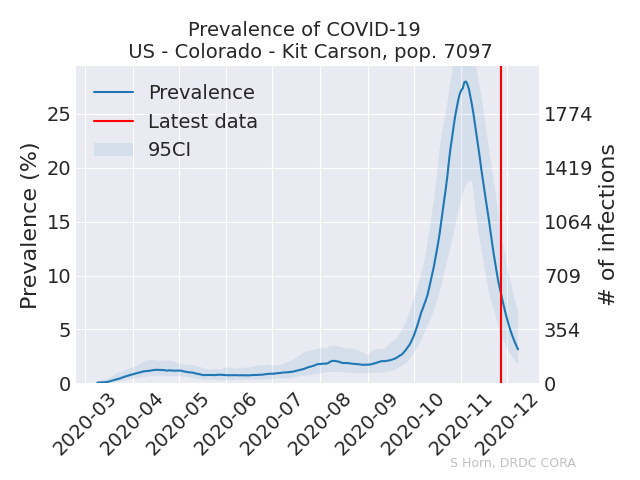 Prevalence of COVID-19
US - Colorado - Kit Carson, pop. 7097
Prevalence
Latest data
95CI
Prevalence (%)
25
20
15
10
5
0
1774
1419
1064
709
354
0
# of infections
2020-03
2020-04
2020-05
2020-06
2020-07
2020-08
2020-09
2020-10
2020-11
2020-12
S Horn, DRDC CORA